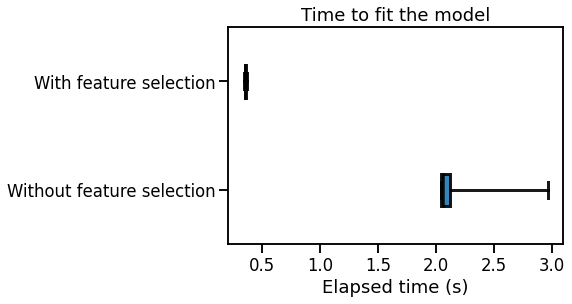 Time to fit the model
With feature selection
Without feature selection
0.5 1.0 1.5 2.0 2.5 3.0
Elapsed time (s)